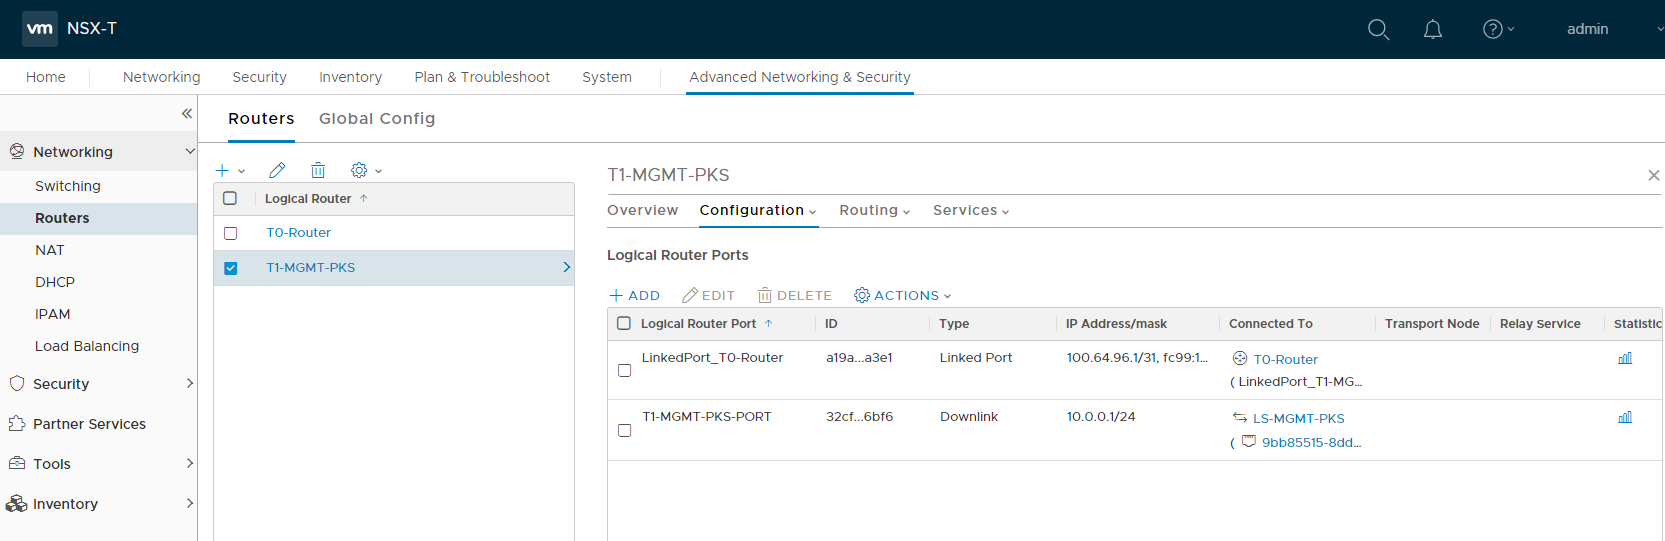 vm NSX-T admin
Home Networking Security Inventory Plan & Troubleshoot System Advanced Networking & Security
Networking
Switching
Routers
NAT
DHCP
IPAM
Load Balancing
Security
Partner Services
Tools
Inventory
Routers Global Config
Logical Router
T0-Router
T1-MGMT-PKS
T1-MGMT-PKS
Overview Configuration Routing Services
Logical Router Ports
ADD EDIT DELETE ACTIONS
Logical Router Port ID Type IP Address/mask Connected To Transport Node Relay Service Statistic
LinkedPort_T0-Router a19a...a3e1 Linked Port 100.64.96.1/31, fc99:1... T0-Router
( LinkedPort_T1-MG...
T1-MGMT-PKS-PORT 32cf...6bf6 Downlink 10.0.0.1/24 LS-MGMT-PKS
( 9bb85515-8dd...